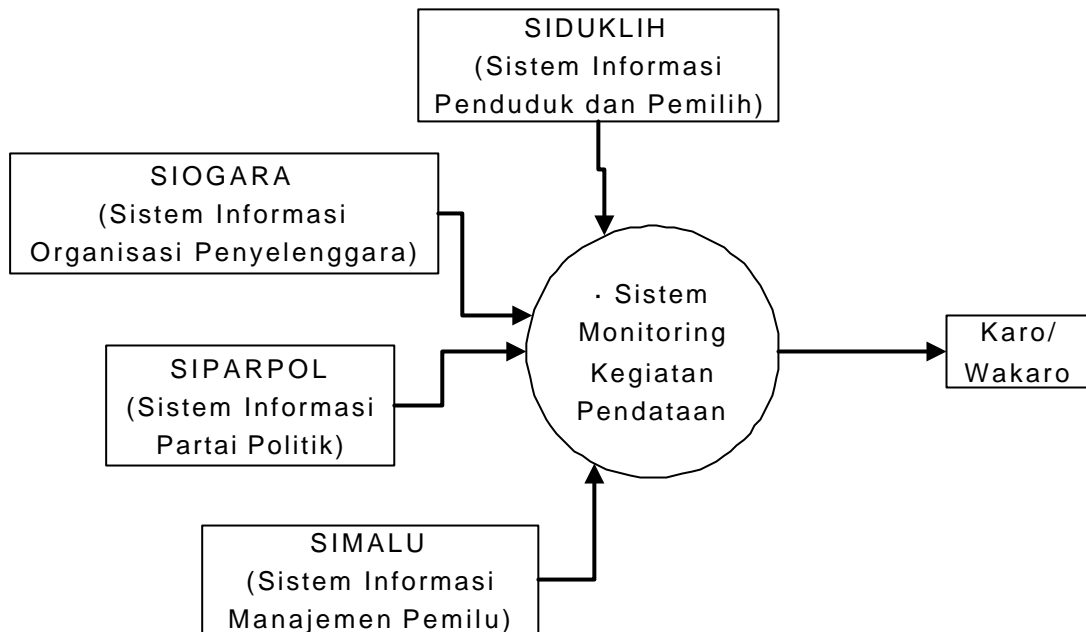 SIDUKLIH
(Sistem Informasi
Penduduk dan Pemilih)
SIOGARA
(Sistem Informasi
Organisasi Penyelenggara)
· Sistem
Monitoring
Kegiatan
Pendataan
Karo/
Wakaro
SIPARPOL
(Sistem Informasi
Partai Politik)
SIMALU
(Sistem Informasi
Manajemen Pemilu)